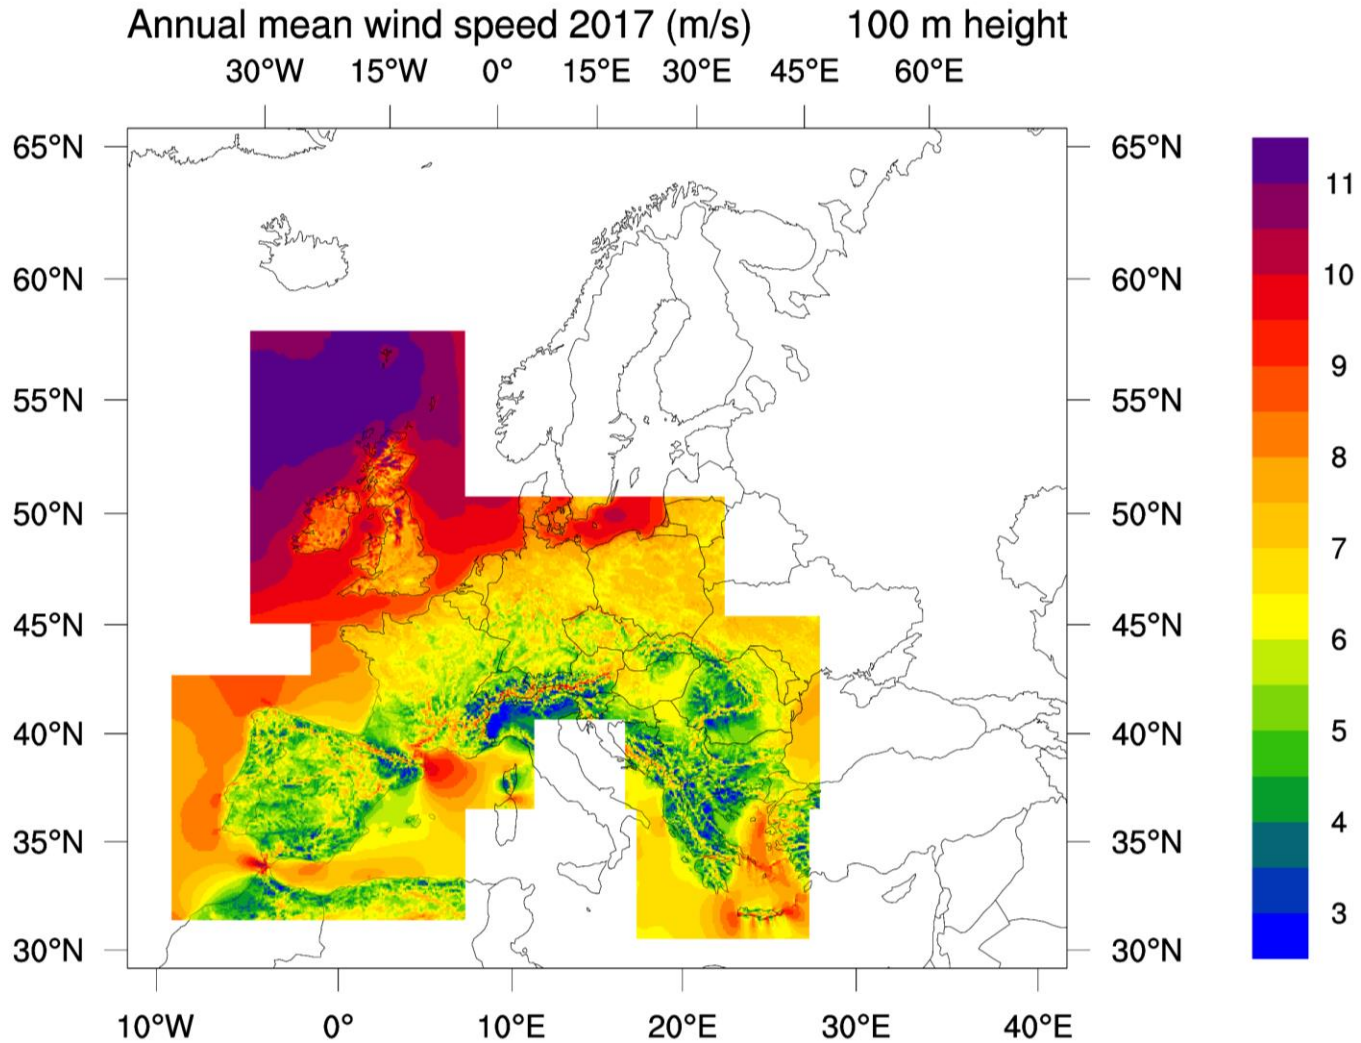 Annual mean wind speed 2017 (m/s) 100 m height
30°W 15°W 0° 15°E 30°E 45°E 60°E
65°N 65°N
11
60°N 60°N 10
9
55°N 55°N
8
50°N 50°N
7
45°N 45°N 6
40°N 40°N 5
35°N 35°N 4
30°N 30°N 3
10°W 0° 10°E 20°E 30°E 40°E